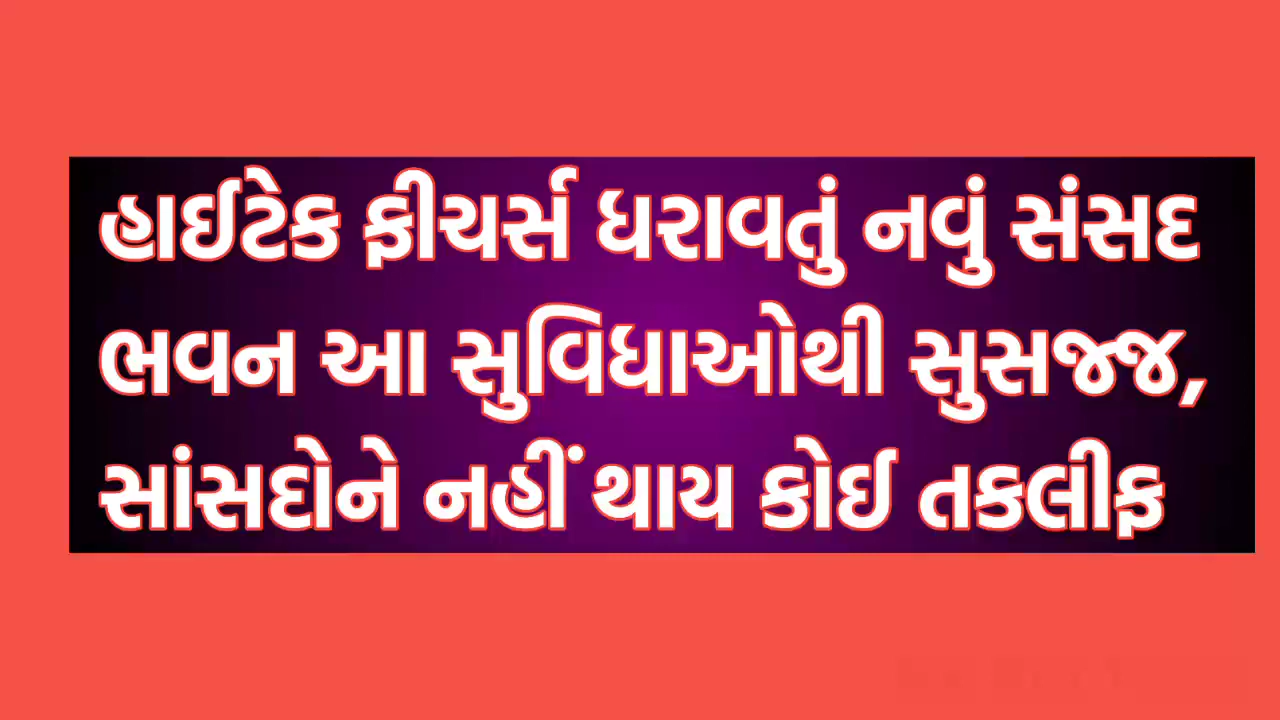 હાઈટેક ફીચર્સ ધરાવતું નવું સંસદ
ભવન આ સુવિધાઓથી સુસજ્જ,
સાંસદોને નહીં થાય કોઈ તકલીફ